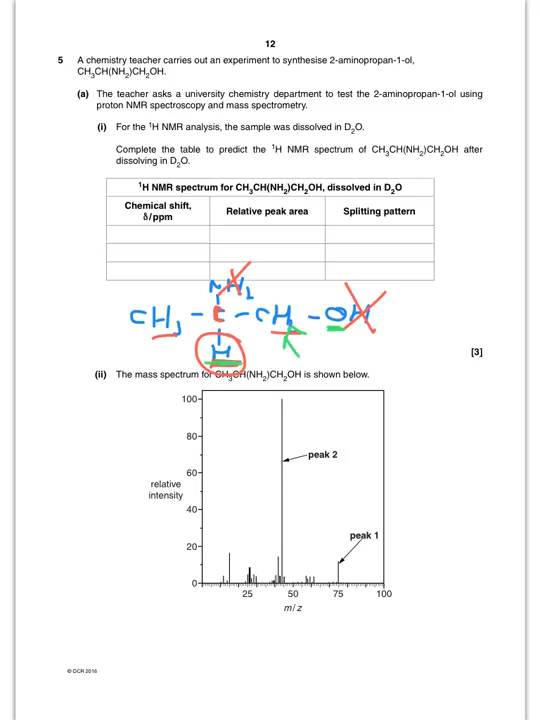 12
5 A chemistry teacher carries out an experiment to synthesise 2-aminopropan-1-ol,
CH3CH(NH2)CH2OH.
(a) The teacher asks a university chemistry department to test the 2-aminopropan-1-ol using
proton NMR spectroscopy and mass spectrometry.
(i) For the 1H NMR analysis, the sample was dissolved in D2O.
Complete the table to predict the 1H NMR spectrum of CH3CH(NH2)CH2OH after
dissolving in D2O.
1H NMR spectrum for CH3CH(NH2)CH2OH, dissolved in D2O
Chemical shift,
δ/ppm
Relative peak area
Splitting pattern
NH2
CH3 – C – CH2 – OH
H
[3]
(ii) The mass spectrum for CH3CH(NH2)CH2OH is shown below.
100
80
peak 2
60
relative
intensity
40
peak 1
20
0
25 50 75 100
m/z
© OCR 2016